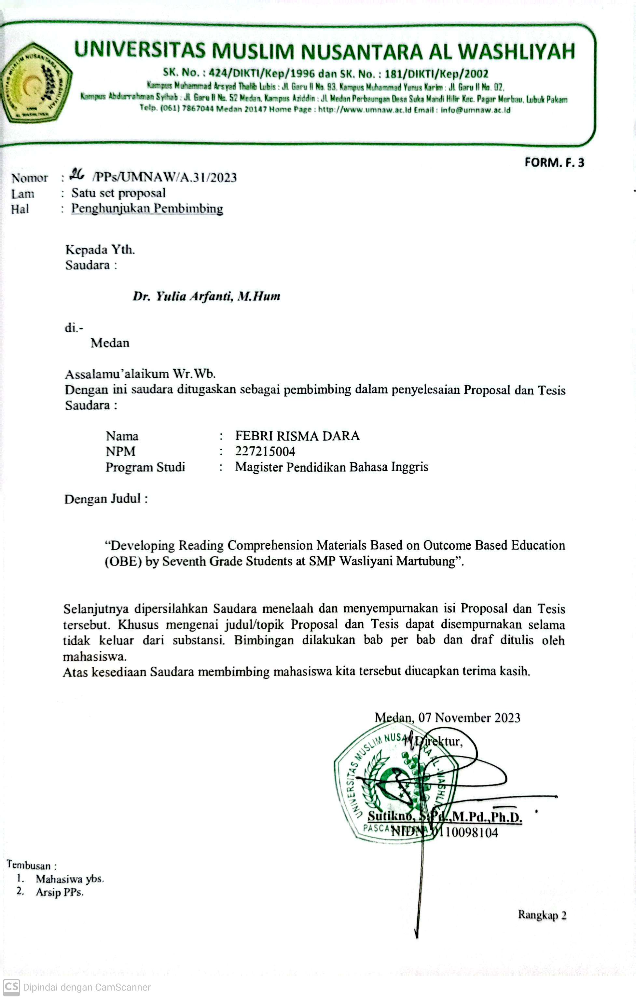 UNIVERSITAS MUSLIM NUSANTARA AL WASHLIYAH
SK. No. : 424/DIKTI/Kep/1996 dan SK. No. : 181/DIKTI/Kep/2002
Kampus Muhammad Arsyad Thalib Lubis : Jl. Garu II No. 93, Kampus Muhammad Yunus Karim : Jl. Garu II No. 02,
Kampus Abdurrahman Syihab : Jl. Garu II No. 52 Medan, Kampus Aziddin : Jl. Medan Perbaungan Desa Suka Mandi Hilir Kec. Pagar Merbau, Lubuk Pakam
Telp. (061) 7867044 Medan 20147 Home Page : http://www.umnaw.ac.id Email : info@umnaw.ac.id
FORM. F. 3
Nomor : 26 /PPs/UMNAW/A.31/2023
Lam : Satu set proposal
Hal : Penghunjukan Pembimbing
Kepada Yth.
Saudara :
Dr. Yulia Arfanti, M.Hum
di.-
Medan
Assalamu'alaikum Wr.Wb.
Dengan ini saudara ditugaskan sebagai pembimbing dalam penyelesaian Proposal dan Tesis
Saudara :
Nama : FEBRI RISMA DARA
NPM : 227215004
Program Studi : Magister Pendidikan Bahasa Inggris
Dengan Judul :
“Developing Reading Comprehension Materials Based on Outcome Based Education
(OBE) by Seventh Grade Students at SMP Wasliyani Martubung”.
Selanjutnya dipersilahkan Saudara menelaah dan menyempurnakan isi Proposal dan Tesis
tersebut. Khusus mengenai judul/topik Proposal dan Tesis dapat disempurnakan selama
tidak keluar dari substansi. Bimbingan dilakukan bab per bab dan draf ditulis oleh
mahasiswa.
Atas kesediaan Saudara membimbing mahasiswa kita tersebut diucapkan terima kasih.
Medan, 07 November 2023
Direktur,
UNIVERSITAS MUSLIM NUSANTARA AL-WASHLIYAH
Sutikno, S.Pd.,M.Pd.,Ph.D.
PASCASARJANA
NIDN. 0110098104
Tembusan :
1. Mahasiwa ybs.
2. Arsip PPs.
Rangkap 2
CS Dipindai dengan CamScanner